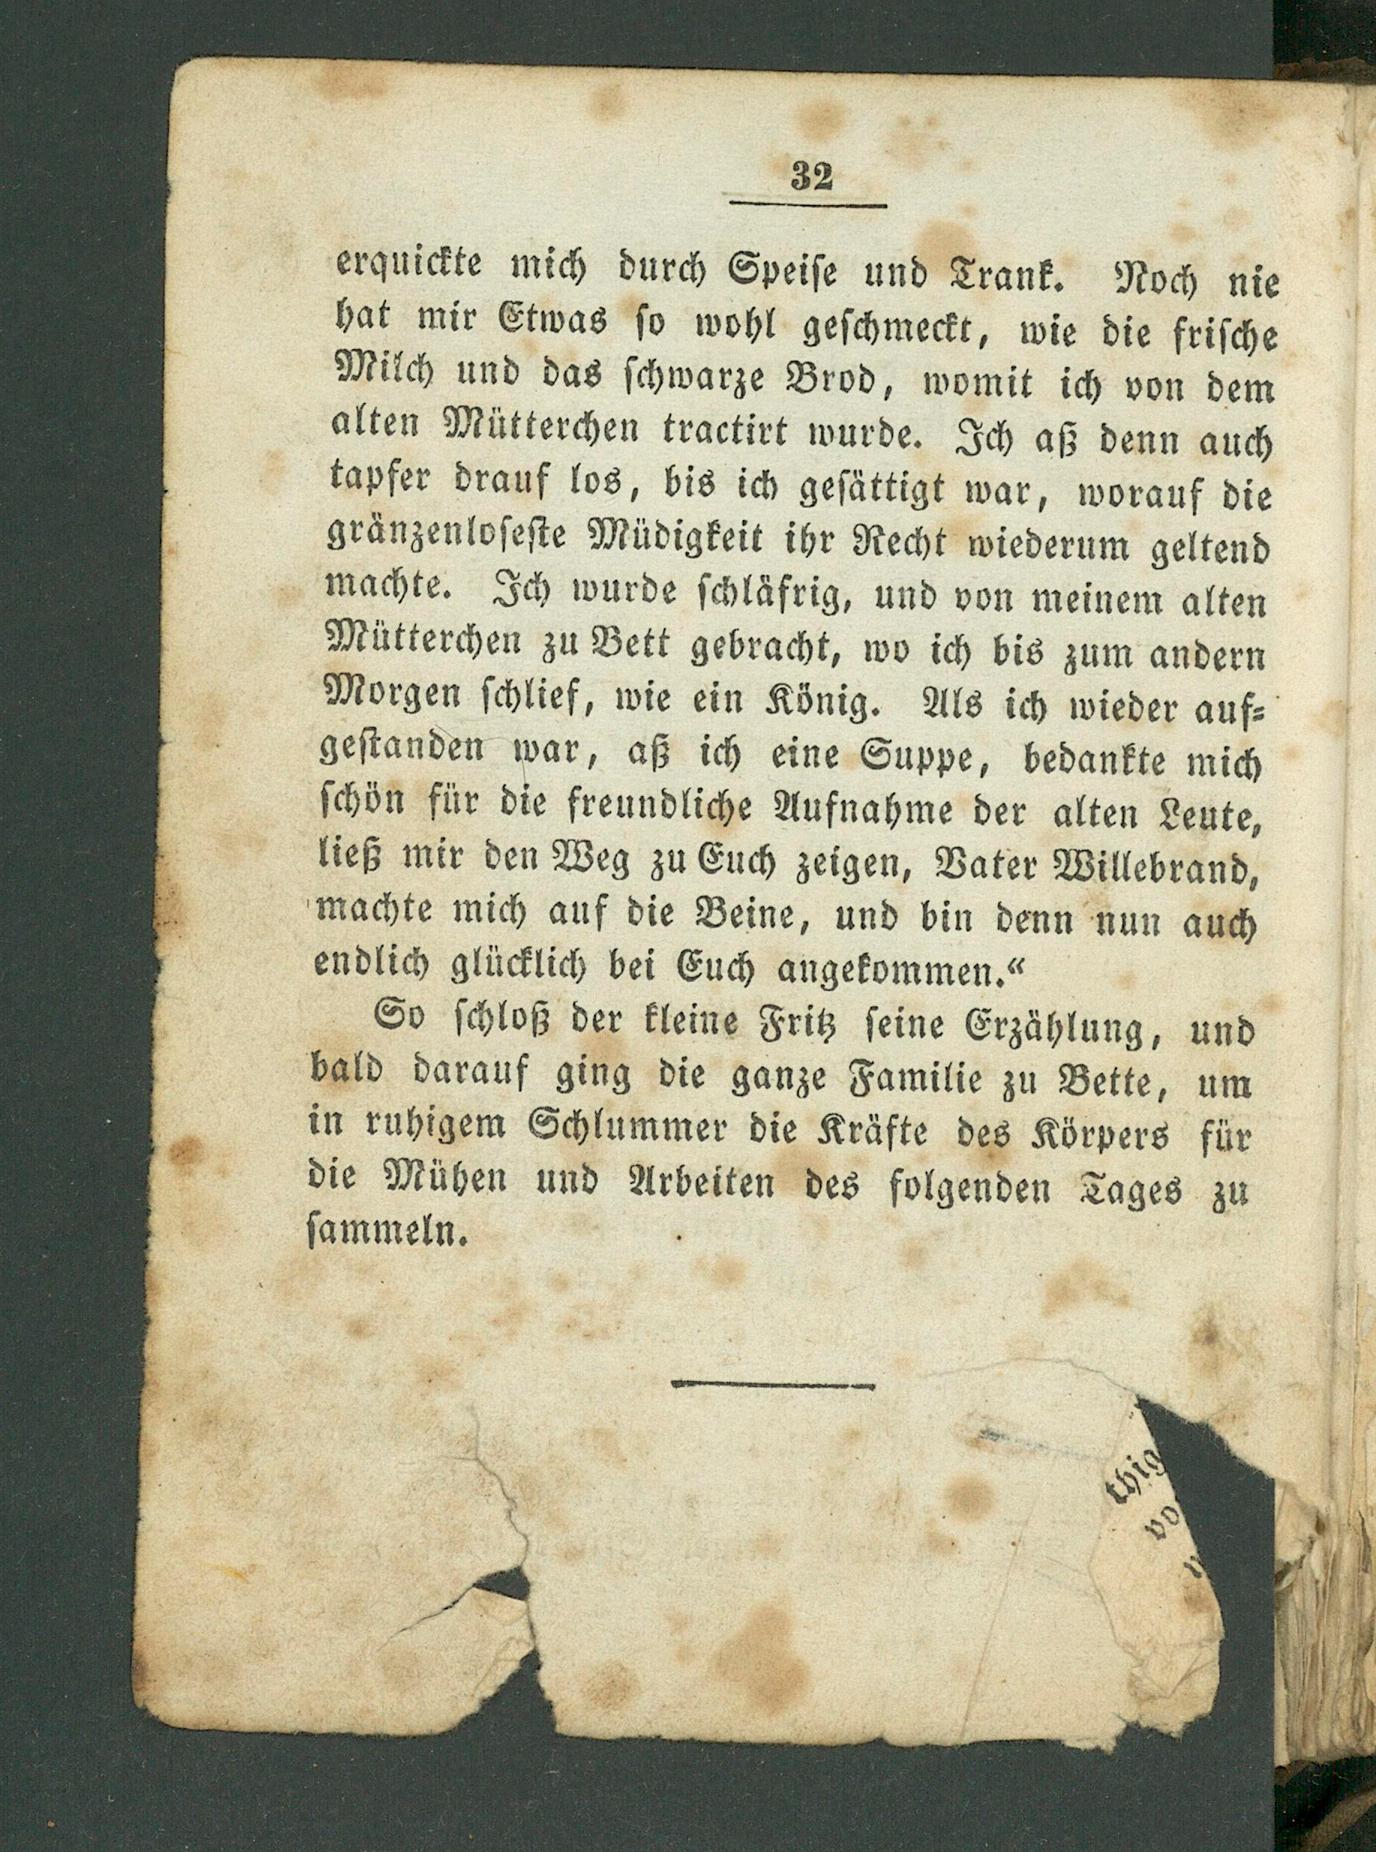 32
erquickte mich durch Speise und Trank. Noch nie
hat mir Etwas so wohl geschmeckt, wie die frische
Milch und das schwarze Brod, womit ich von dem
alten Mütterchen tractirt wurde. Ich aß denn auch
tapfer drauf los, bis ich gesättigt war, worauf die
gränzenloseste Müdigkeit ihr Recht wiederum geltend
machte. Ich wurde schläfrig, und von meinem alten
Mütterchen zu Bett gebracht, wo ich bis zum andern
Morgen schlief, wie ein König. Als ich wieder auf-
gestanden war, aß ich eine Suppe, bedankte mich
schön für die freundliche Aufnahme der alten Leute,
ließ mir den Weg zu Euch zeigen, Vater Willebrand,
machte mich auf die Beine, und bin denn nun auch
endlich glücklich bei Euch angekommen.“
So schloß der kleine Fritz seine Erzählung, und
bald darauf ging die ganze Familie zu Bette, um
in ruhigem Schlummer die Kräfte des Körpers für
die Mühen und Arbeiten des folgenden Tages zu
sammeln.
thig
vo